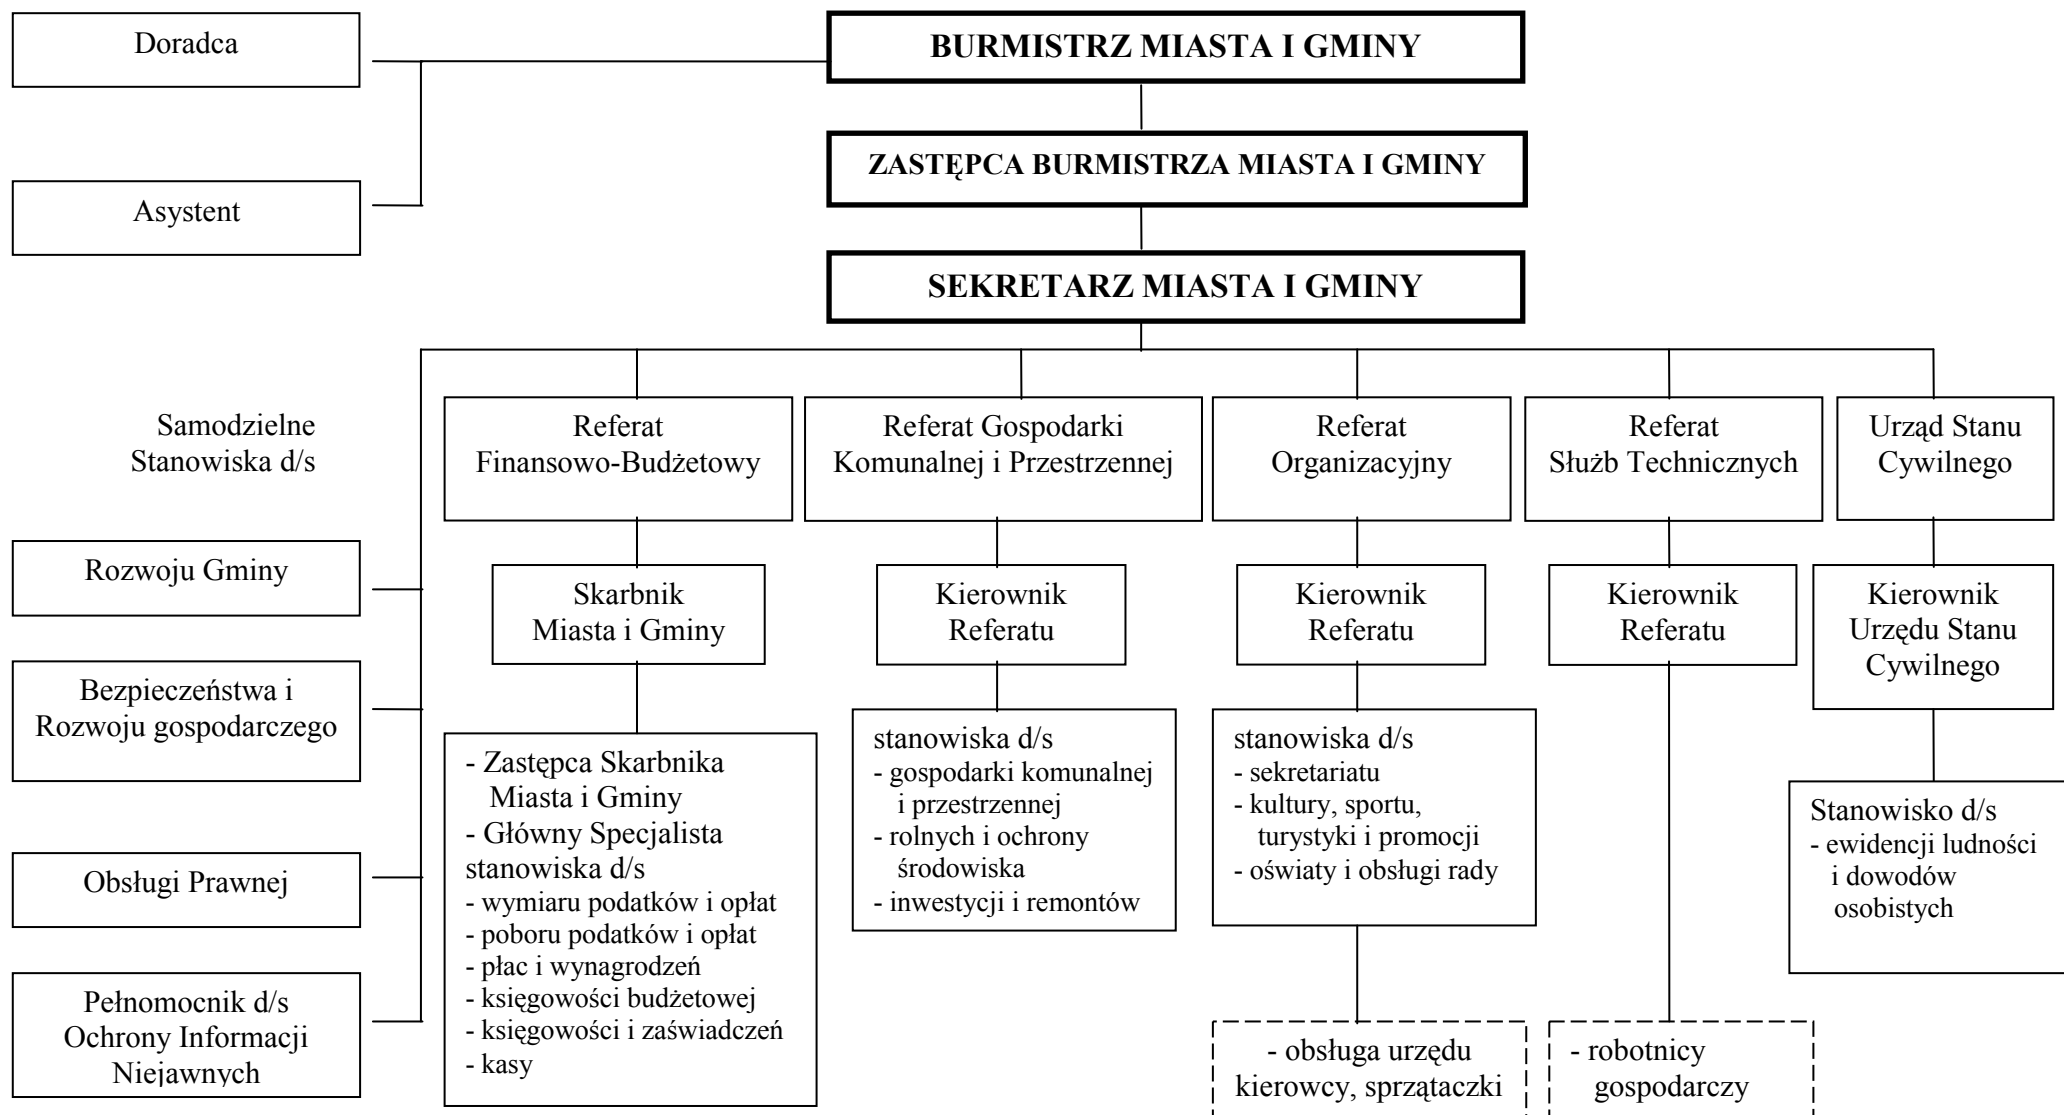 Doradca
BURMISTRZ MIASTA I GMINY
ZASTĘPCA BURMISTRZA MIASTA I GMINY
Asystent
SEKRETARZ MIASTA I GMINY
Samodzielne
Stanowiska d/s
Rozwoju Gminy
Bezpieczeństwa i
Rozwoju gospodarczego
Obsługi Prawnej
Pełnomocnik d/s
Ochrony Informacji
Niejawnych
Referat
Finansowo-Budżetowy
Skarbnik
Miasta i Gminy
- Zastępca Skarbnika
Miasta i Gminy
- Główny Specjalista
stanowiska d/s
- wymiaru podatków i opłat
- poboru podatków i opłat
- płac i wynagrodzeń
- księgowości budżetowej
- księgowości i zaświadczeń
- kasy
Referat Gospodarki
Komunalnej i Przestrzennej
Kierownik
Referatu
stanowiska d/s
- gospodarki komunalnej
i przestrzennej
- rolnych i ochrony
środowiska
- inwestycji i remontów
Referat
Organizacyjny
Kierownik
Referatu
stanowiska d/s
- sekretariatu
- kultury, sportu,
turystyki i promocji
- oświaty i obsługi rady
- obsługa urzędu
kierowcy, sprzątaczki
Referat
Służb Technicznych
Kierownik
Referatu
- robotnicy
gospodarczy
Urząd Stanu
Cywilnego
Kierownik
Urzędu Stanu
Cywilnego
Stanowisko d/s
- ewidencji ludności
i dowodów
osobistych